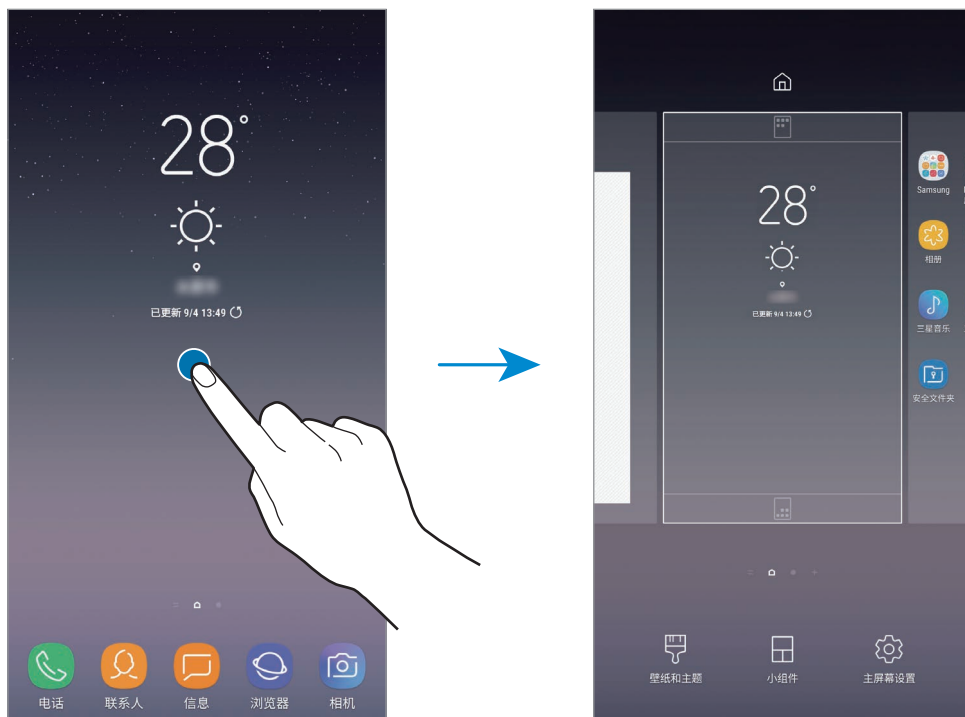 28°
已更新 9/4 13:49
电话
联系人
信息
浏览器
相机
28°
已更新 9/4 13:49
Samsung
相册
三星音乐
安全文件夹
壁纸和主题
小组件
主屏幕设置